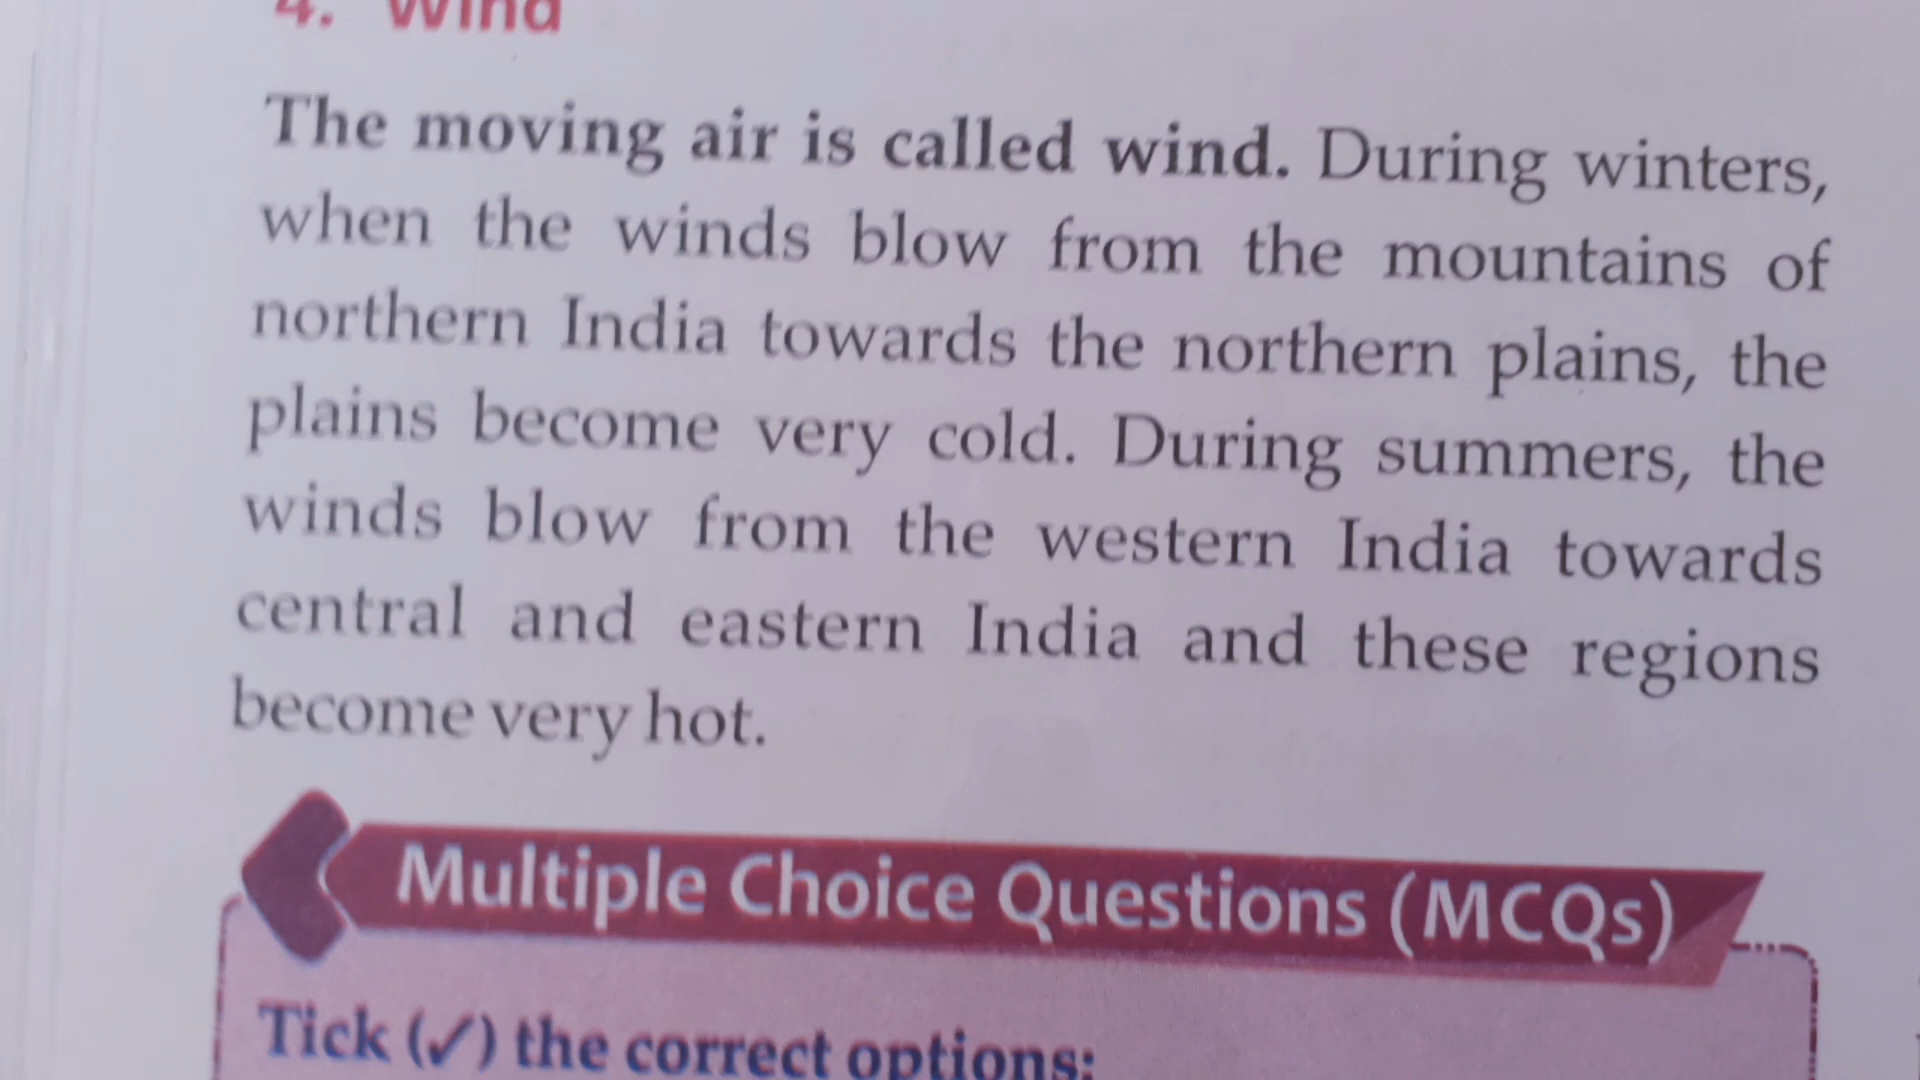 4. Wind
The moving air is called wind. During winters,
when the winds blow from the mountains of
northern India towards the northern plains, the
plains become very cold. During summers, the
winds blow from the western India towards
central and eastern India and these regions
become very hot.
Multiple Choice Questions (MCQs)
Tick (✓) the correct options: